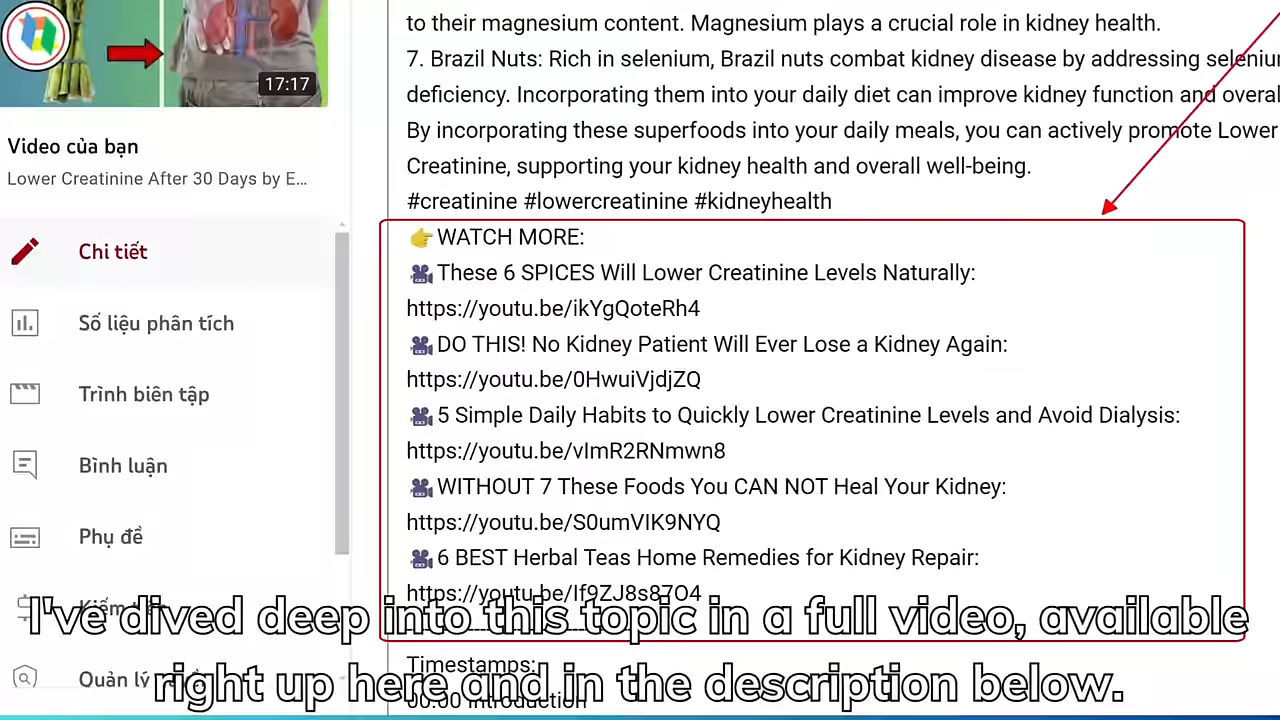 17:17
Video của bạn
Lower Creatinine After 30 Days by E...
Chi tiết
Số liệu phân tích
Trình biên tập
Bình luận
Phụ đề
Quản lý
to their magnesium content. Magnesium plays a crucial role in kidney health.
7. Brazil Nuts: Rich in selenium, Brazil nuts combat kidney disease by addressing
deficiency. Incorporating them into your daily diet can improve kidney function and
By incorporating these superfoods into your daily meals, you can actively promote Lower
Creatinine, supporting your kidney health and overall well-being.
#creatinine #lowercreatinine #kidneyhealth
👉WATCH MORE:
🎥These 6 SPICES Will Lower Creatinine Levels Naturally:
https://youtu.be/ikYgQoteRh4
🎥DO THIS! No Kidney Patient Will Ever Lose a Kidney Again:
https://youtu.be/0HwuiVjdjZQ
🎥5 Simple Daily Habits to Quickly Lower Creatinine Levels and Avoid Dialysis:
https://youtu.be/vImR2RNmwn8
🎥WITHOUT 7 These Foods You CAN NOT Heal Your Kidney:
https://youtu.be/S0umVIK9NYQ
🎥6 BEST Herbal Teas Home Remedies for Kidney Repair:
https://youtu.be/If9ZJ8s87O4
Timestamps:
00:00 Introduction
I've dived deep into this topic in a full video, available
right up here and in the description below.